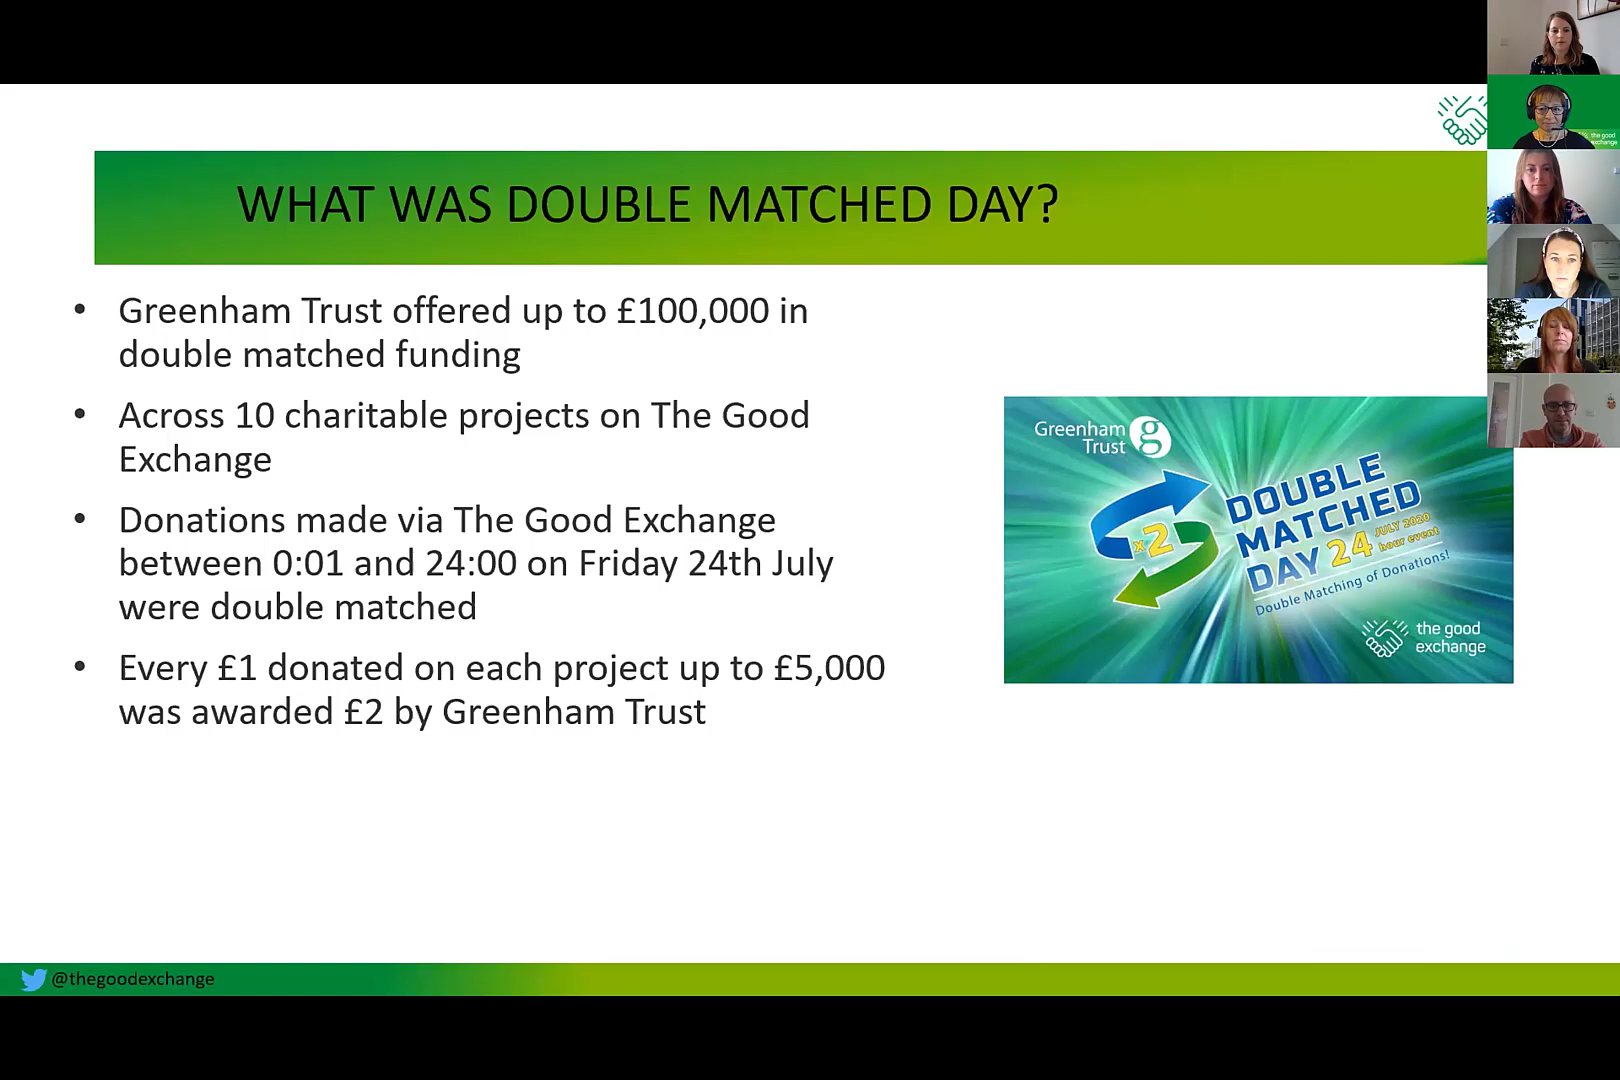 the good
exchange
WHAT WAS DOUBLE MATCHED DAY?
• Greenham Trust offered up to £100,000 in
double matched funding
• Across 10 charitable projects on The Good
Exchange
• Donations made via The Good Exchange
between 0:01 and 24:00 on Friday 24th July
were double matched
• Every £1 donated on each project up to £5,000
was awarded £2 by Greenham Trust
Greenham
Trust g
x2
DOUBLE
MATCHED
DAY 24 JULY 2020
hour event
Double Matching of Donations!
the good
exchange
@thegoodexchange